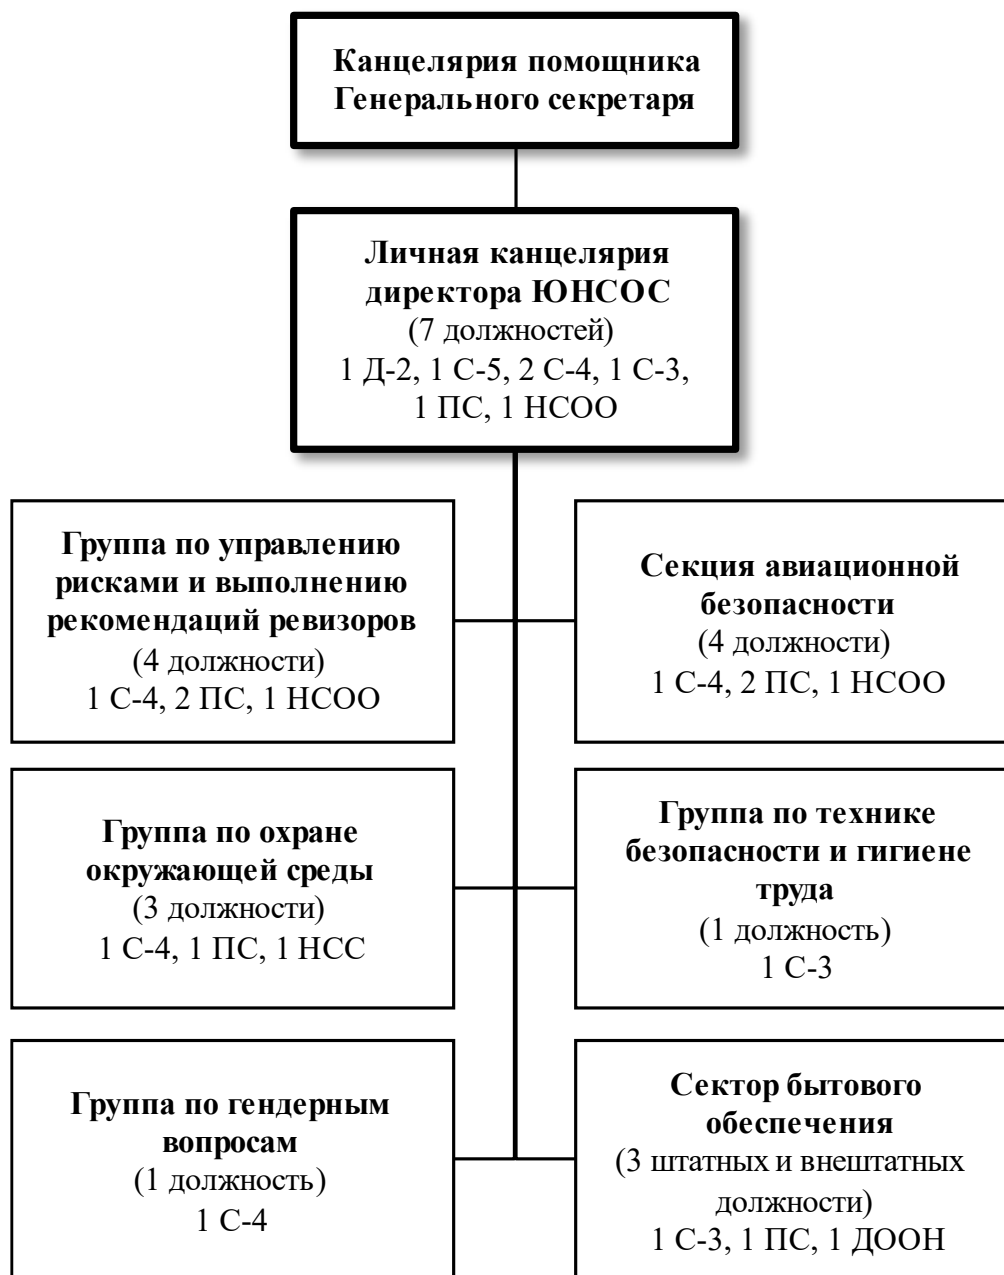 Канцелярия помощника
Генерального секретаря
Личная канцелярия
директора ЮНСОС
(7 должностей)
1 Д-2, 1 С-5, 2 С-4, 1 С-3,
1 ПС, 1 НСОО
Группа по управлению
рисками и выполнению
рекомендаций ревизоров
(4 должности)
1 С-4, 2 ПС, 1 НСОО
Секция авиационной
безопасности
(4 должности)
1 С-4, 2 ПС, 1 НСОО
Группа по охране
окружающей среды
(3 должности)
1 С-4, 1 ПС, 1 НСС
Группа по технике
безопасности и гигиене
труда
(1 должность)
1 С-3
Группа по гендерным
вопросам
(1 должность)
1 С-4
Сектор бытового
обеспечения
(3 штатных и внештатных
должности)
1 С-3, 1 ПС, 1 ДООН